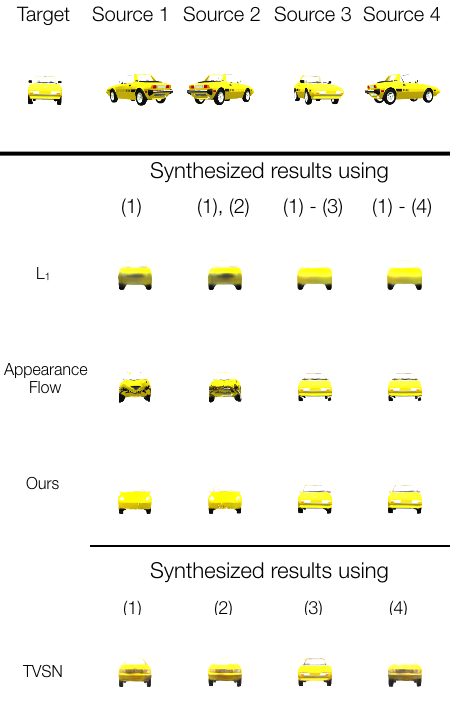 Target Source 1 Source 2 Source 3 Source 4
Synthesized results using
(1) (1), (2) (1) - (3) (1) - (4)
L₁
Appearance
Flow
Ours
Synthesized results using
(1) (2) (3) (4)
TVSN